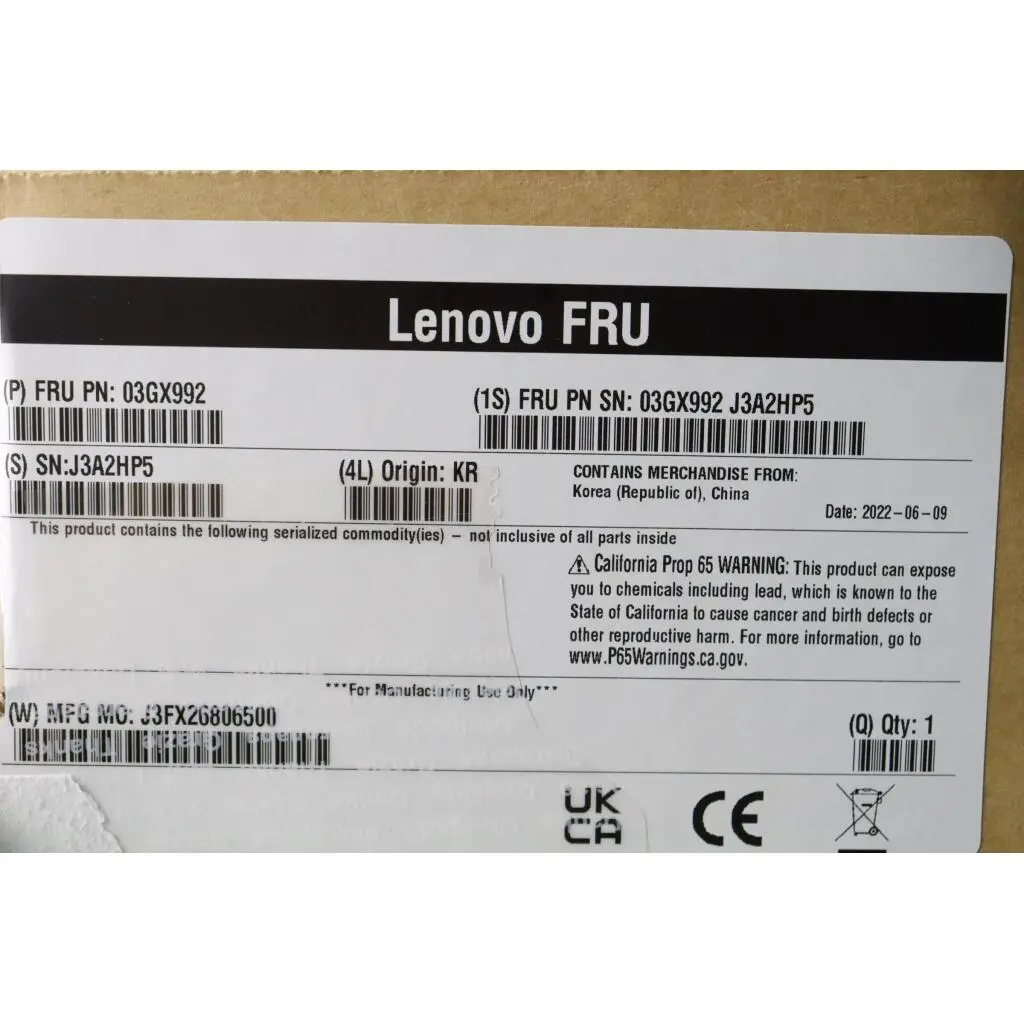 Lenovo FRU
(P) FRU PN: 03GX992
(1S) FRU PN SN: 03GX992 J3A2HP5
(S) SN:J3A2HP5
(4L) Origin: KR
CONTAINS MERCHANDISE FROM:
Korea (Republic of), China
Date: 2022-06-09
This product contains the following serialized commodity(ies) – not inclusive of all parts inside
⚠ California Prop 65 WARNING: This product can expose
you to chemicals including lead, which is known to the
State of California to cause cancer and birth defects or
other reproductive harm. For more information, go to
www.P65Warnings.ca.gov.
***For Manufacturing Use Only***
(W) MFG MO: J3FX26806500
(Q) Qty: 1
Thanks
Grazie
UK
CA
CE